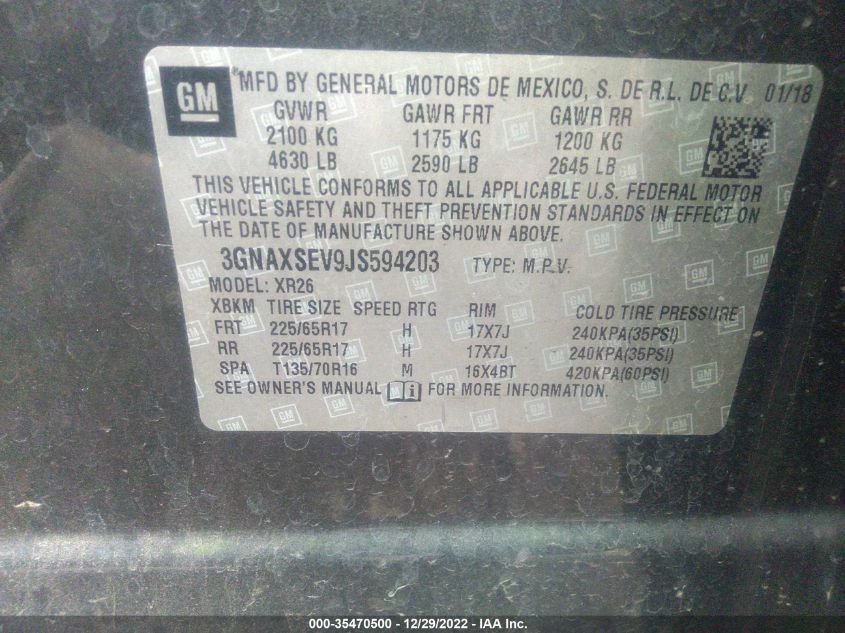 GM
®MFD BY GENERAL MOTORS DE MEXICO, S. DE R.L. DE C.V 01/18
GVWR GAWR FRT GAWR RR
2100 KG 1175 KG 1200 KG
4630 LB 2590 LB 2645 LB
THIS VEHICLE CONFORMS TO ALL APPLICABLE U.S. FEDERAL MOTOR
VEHICLE SAFETY AND THEFT PREVENTION STANDARDS IN EFFECT ON
THE DATE OF MANUFACTURE SHOWN ABOVE.
3GNAXSEV9JS594203 TYPE: M.P.V.
MODEL: XR26
XBKM TIRE SIZE SPEED RTG RIM COLD TIRE PRESSURE
FRT 225/65R17 H 17X7J 240KPA(35PSI)
RR 225/65R17 H 17X7J 240KPA(35PSI)
SPA T135/70R16 M 16X4BT 420KPA(60PSI)
SEE OWNER'S MANUAL FOR MORE INFORMATION.
000-35470500 - 12/29/2022 - IAA Inc.